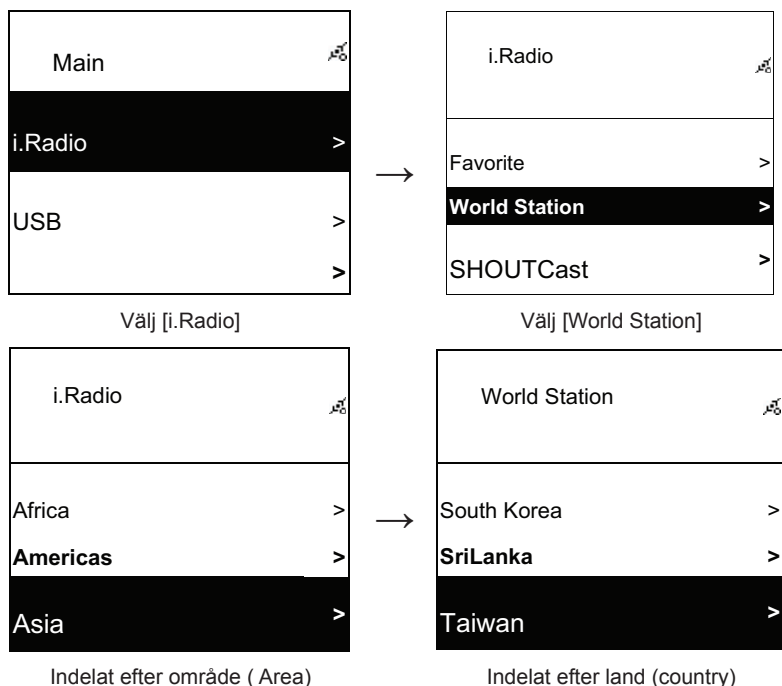 Main
i.Radio >
USB >
>
Välj [i.Radio]
→
i.Radio
Favorite >
World Station >
SHOUTCast >
Välj [World Station]
i.Radio
Africa >
Americas >
Asia >
Indelat efter område ( Area)
→
World Station
South Korea >
SriLanka >
Taiwan >
Indelat efter land (country)